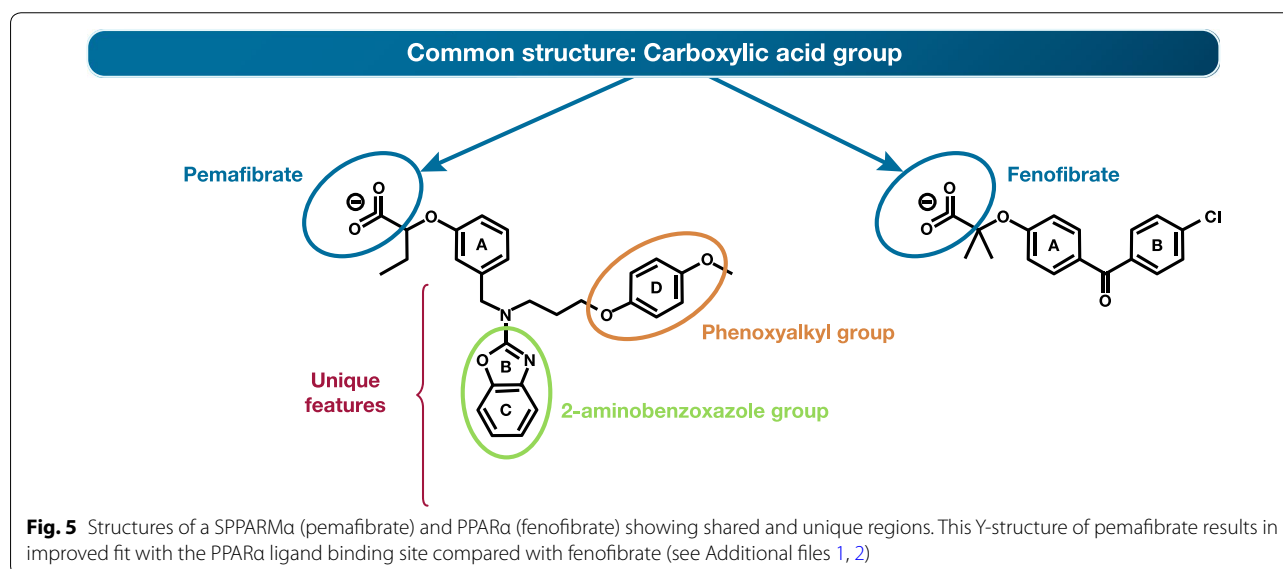 Common structure: Carboxylic acid group
Pemafibrate
Fenofibrate
⊖
O
O
O
A
O
D
O
N
O
B
N
C
Phenoxyalkyl group
2-aminobenzoxazole group
Unique
features
⊖
O
O
O
A
B
Cl
O
Fig. 5 Structures of a SPPARMα (pemafibrate) and PPARα (fenofibrate) showing shared and unique regions. This Y-structure of pemafibrate results in
improved fit with the PPARα ligand binding site compared with fenofibrate (see Additional files 1, 2)